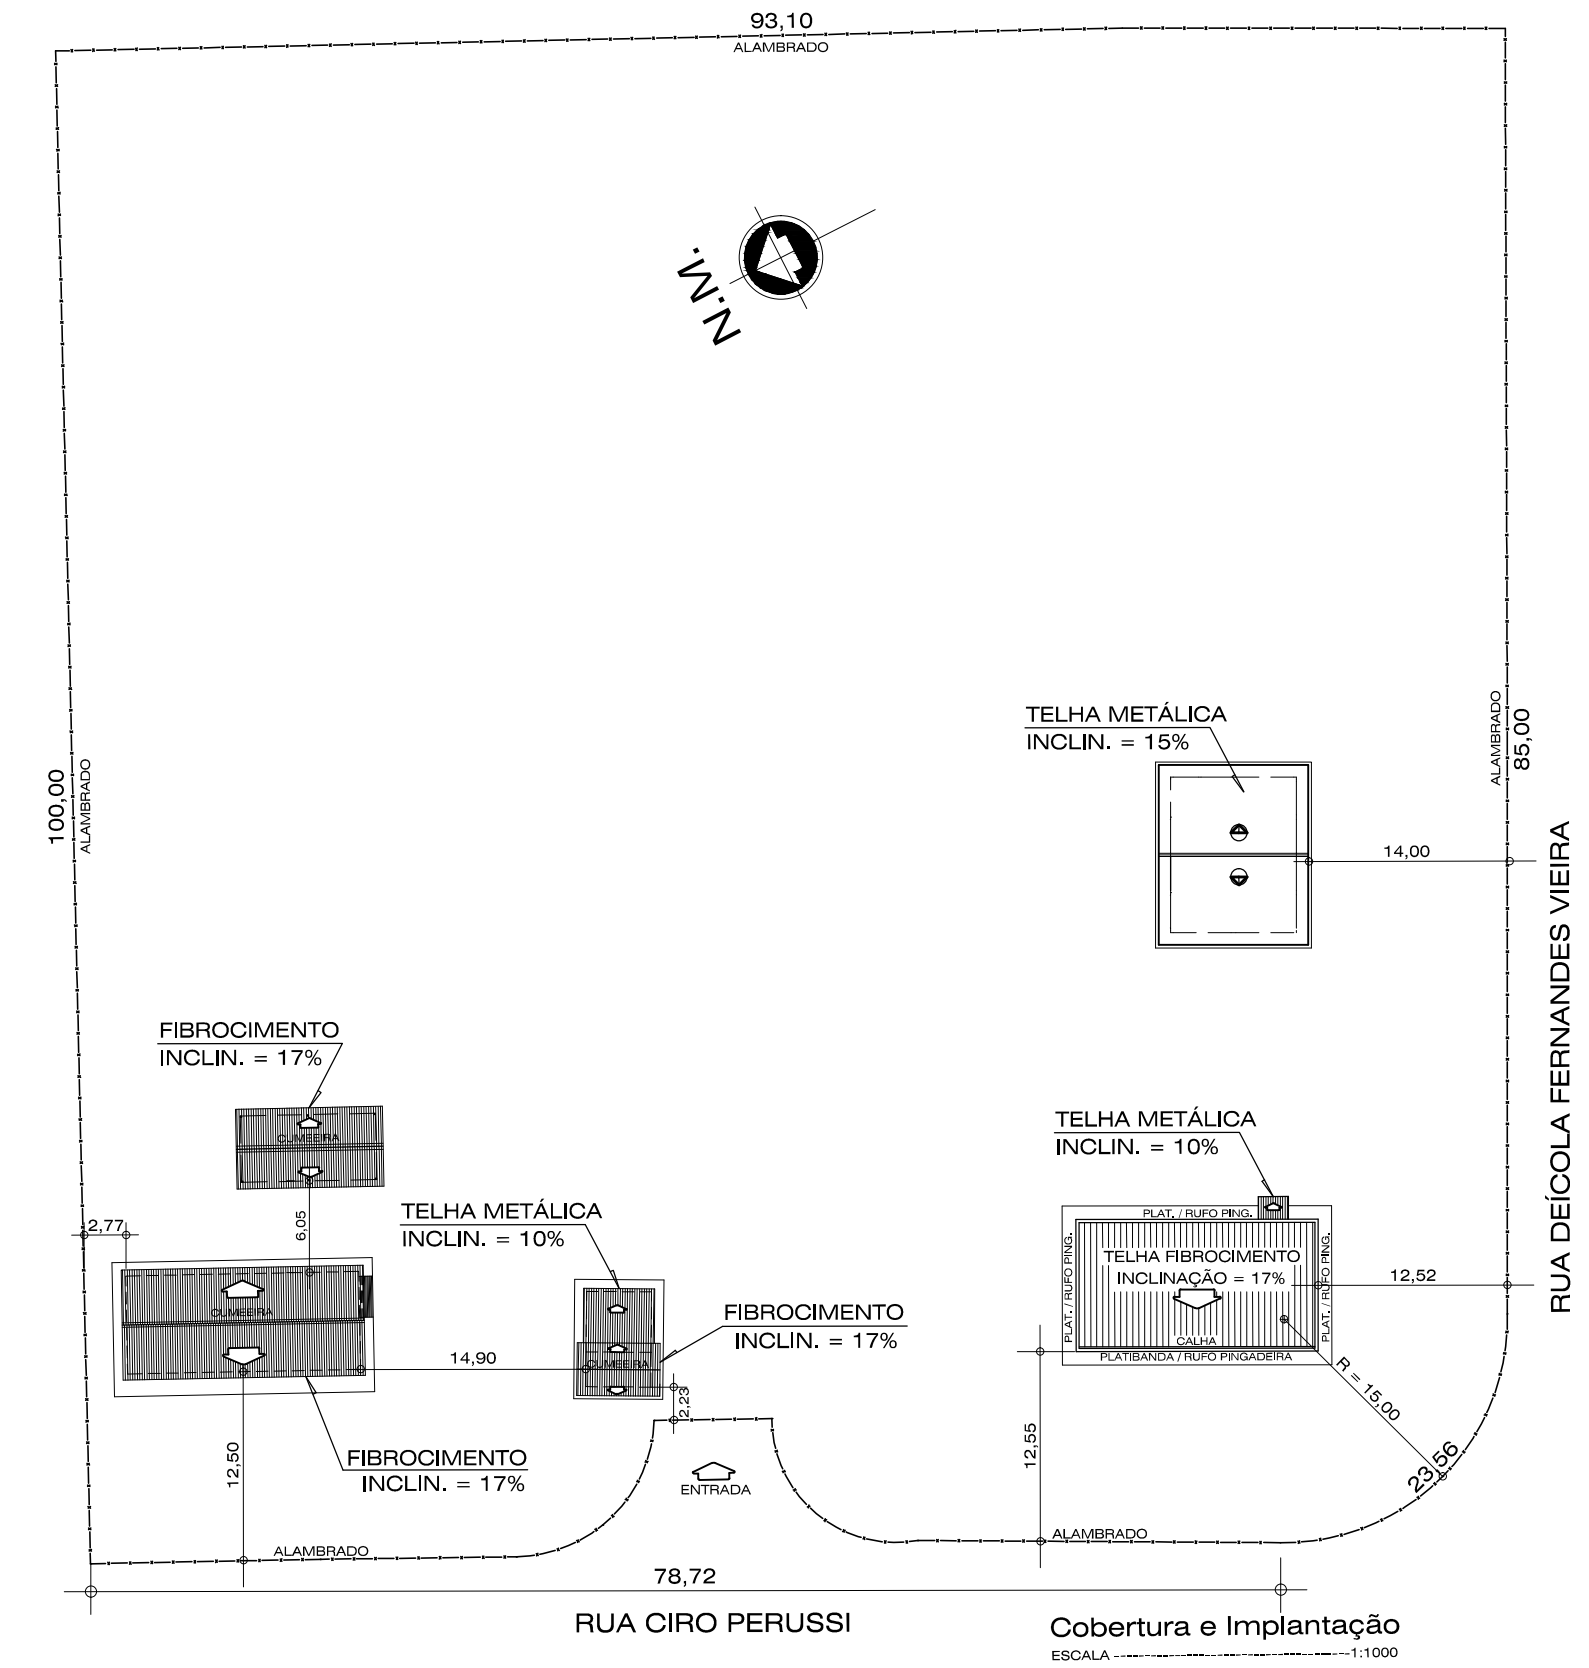 93,10
ALAMBRADO
N.M.
TELHA METÁLICA
INCLIN. = 15%
ALAMBRADO
85,00
100,00
ALAMBRADO
14,00
RUA DEÍCOLA FERNANDES VIEIRA
FIBROCIMENTO
INCLIN. = 17%
CUMEEIRA
TELHA METÁLICA
INCLIN. = 10%
2,77
6,05
TELHA METÁLICA
INCLIN. = 10%
PLAT. / RUFO PING.
PLAT. / RUFO PING.
PLAT. / RUFO PING.
TELHA FIBROCIMENTO
INCLINAÇÃO = 17%
CALHA
PLATIBANDA / RUFO PINGADEIRA
12,52
CUMEEIRA
FIBROCIMENTO
INCLIN. = 17%
14,90
CUMEEIRA
2,23
R = 15,00
12,50
FIBROCIMENTO
INCLIN. = 17%
12,55
23,56
ENTRADA
ALAMBRADO
ALAMBRADO
78,72
RUA CIRO PERUSSI
Cobertura e Implantação
ESCALA ------------------------1:1000